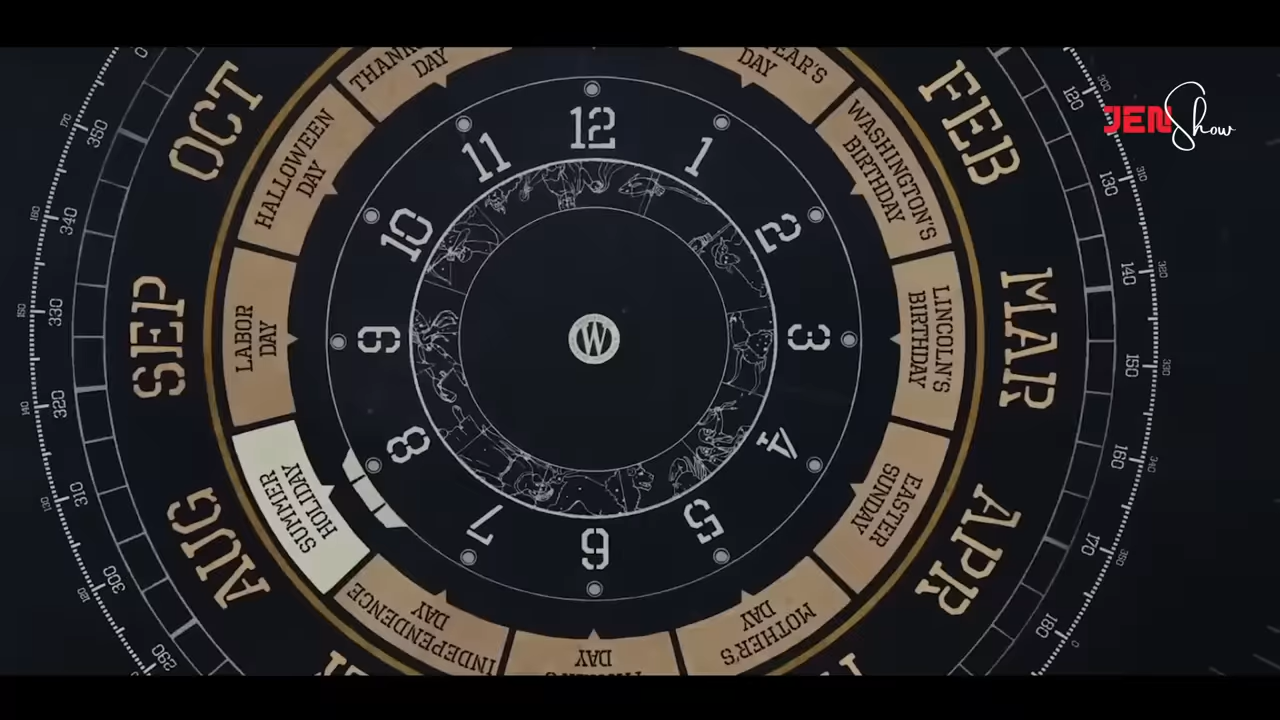 JEN Show
OCT
FEB
SEP
MAR
AUG
APR
DAY
YEAR'S
DAY
HALLOWEEN
DAY
WASHINGTON'S
BIRTHDAY
LABOR
DAY
LINCOLN'S
BIRTHDAY
SUMMER
HOLIDAY
EASTER
SUNDAY
INDEPENDENCE
DAY
MOTHER'S
DAY
DAY
12
1
2
3
4
5
6
7
8
9
10
11
W
350
340
330
320
310
300
290
120
130
140
150
160
170
180